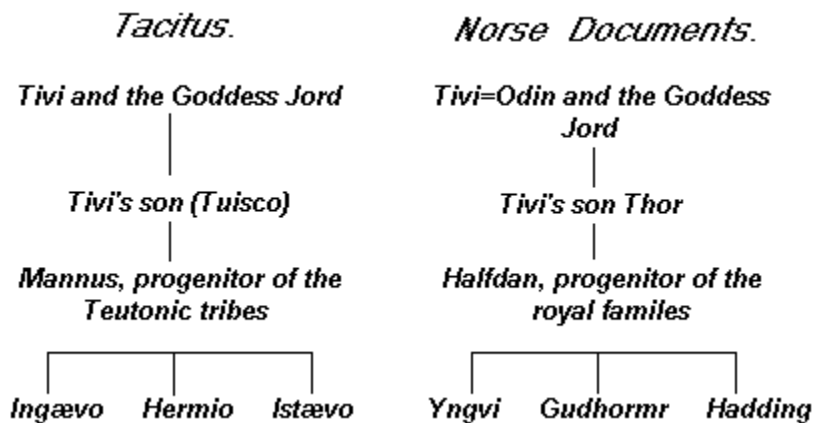 Tacitus.
Tivi and the Goddess Jord
Tivi's son (Tuisco)
Mannus, progenitor of the
Teutonic tribes
Ingævo Hermio Istævo
Norse Documents.
Tivi=Odin and the Goddess
Jord
Tivi's son Thor
Halfdan, progenitor of the
royal familes
Yngvi Gudhormr Hadding